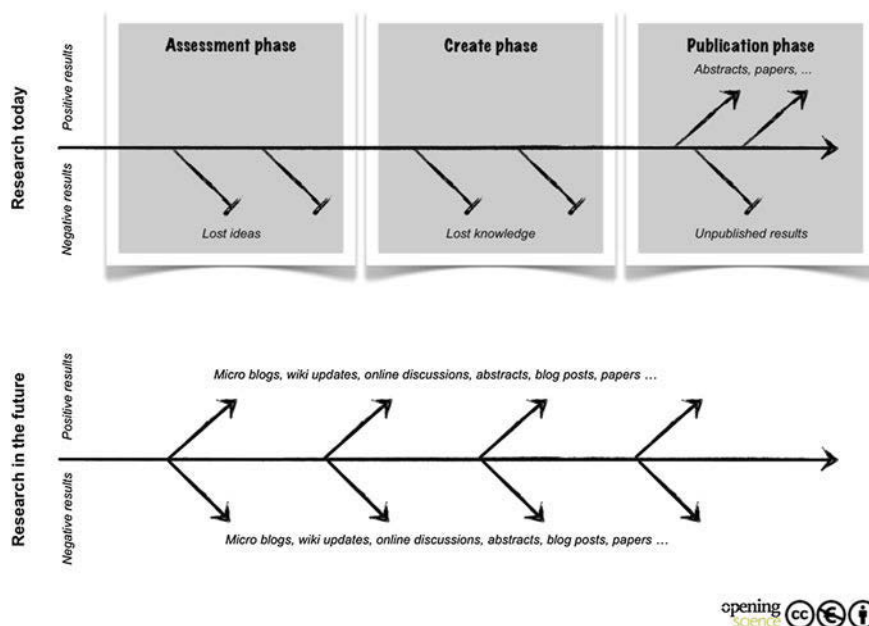 Assessment phase
Create phase
Publication phase
Abstracts, papers, ...
Research today
Positive results
Negative results
Lost ideas
Lost knowledge
Unpublished results
Research in the future
Positive results
Negative results
Micro blogs, wiki updates, online discussions, abstracts, blog posts, papers ...
Micro blogs, wiki updates, online discussions, abstracts, blog posts, papers ...
opening
science
cc